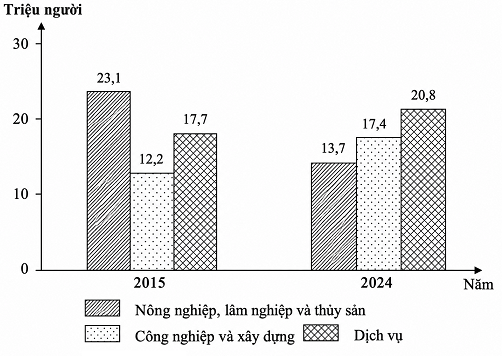 Triệu người
30
20
10
0
23,1
12,2
17,7
13,7
17,4
20,8
2015
2024
Năm
Nông nghiệp, lâm nghiệp và thủy sản
Công nghiệp và xây dựng
Dịch vụ